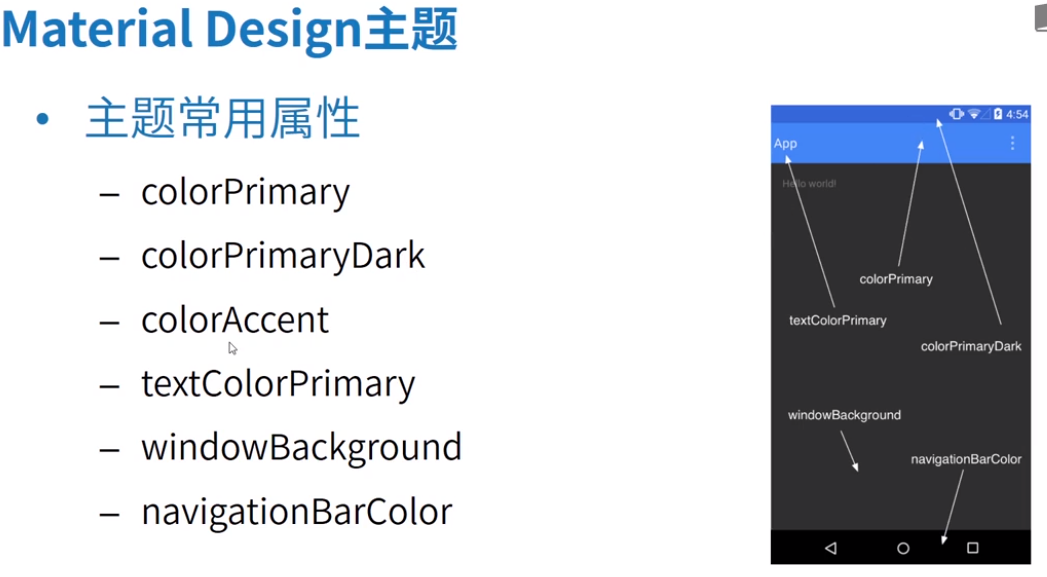 Material Design主题
• 主题常用属性
– colorPrimary
– colorPrimaryDark
– colorAccent
– textColorPrimary
– windowBackground
– navigationBarColor
4:54
App
Hello world!
colorPrimary
textColorPrimary
colorPrimaryDark
windowBackground
navigationBarColor